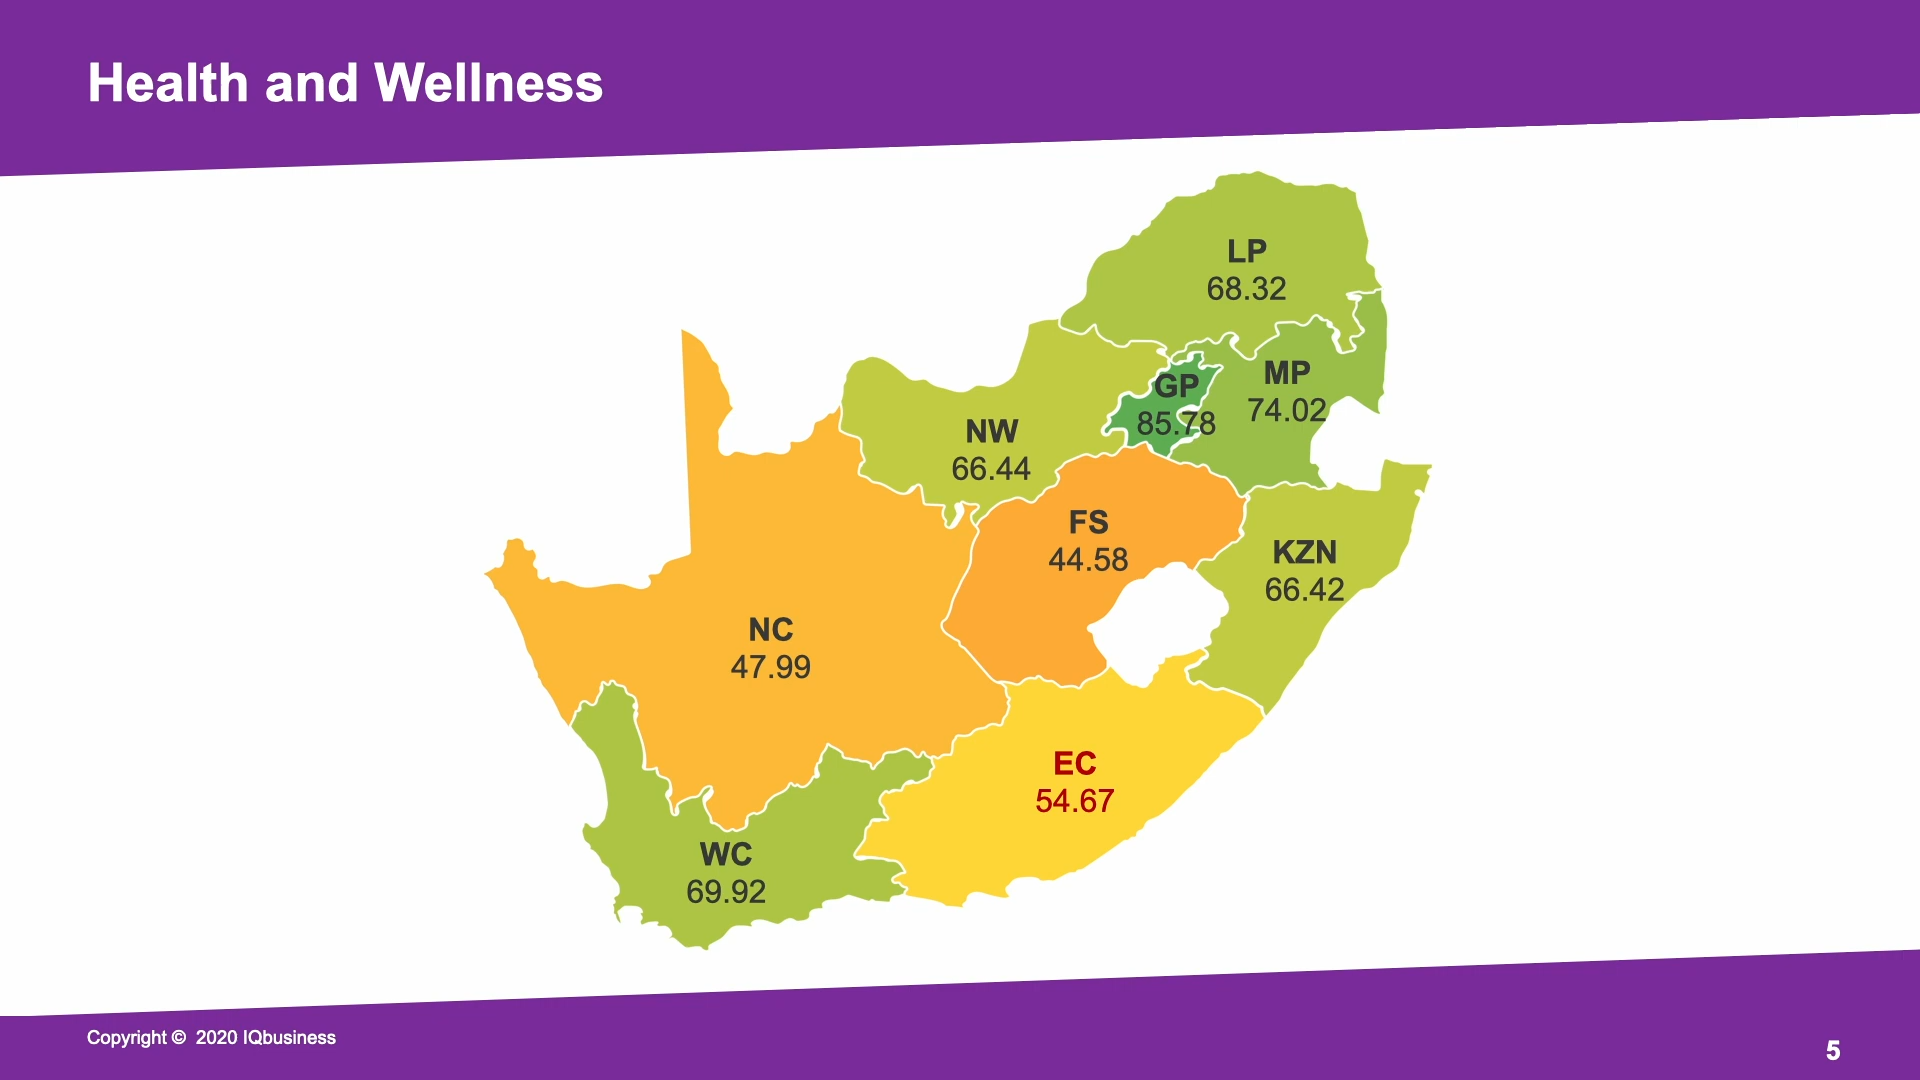 Health and Wellness
LP
68.32
MP
74.02
GP
85.78
NW
66.44
FS
44.58
KZN
66.42
NC
47.99
EC
54.67
WC
69.92
Copyright © 2020 IQbusiness
5